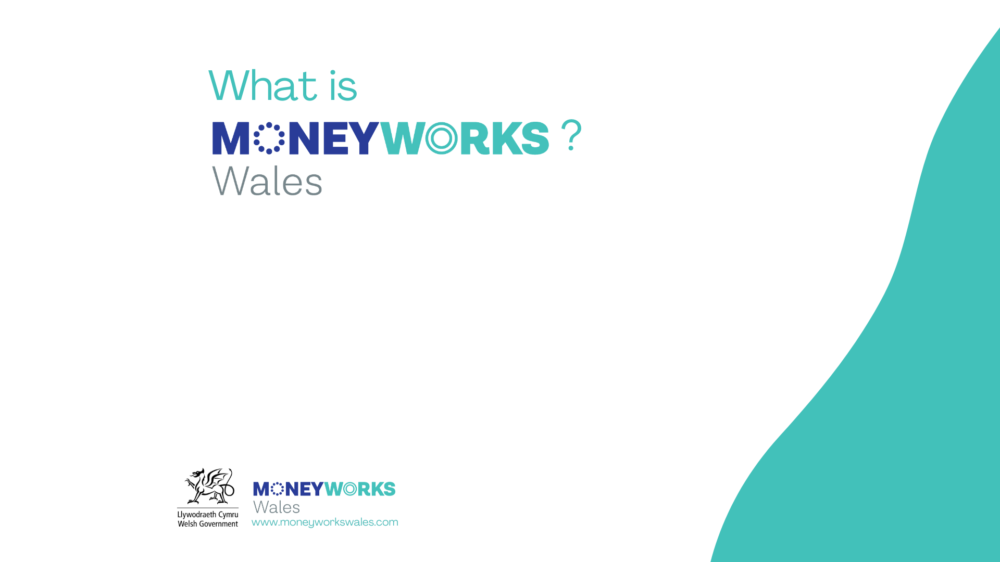 What is
MONEYWORKS ?
Wales
Llywodraeth Cymru
Welsh Government
MONEYWORKS
Wales
www.moneyworkswales.com